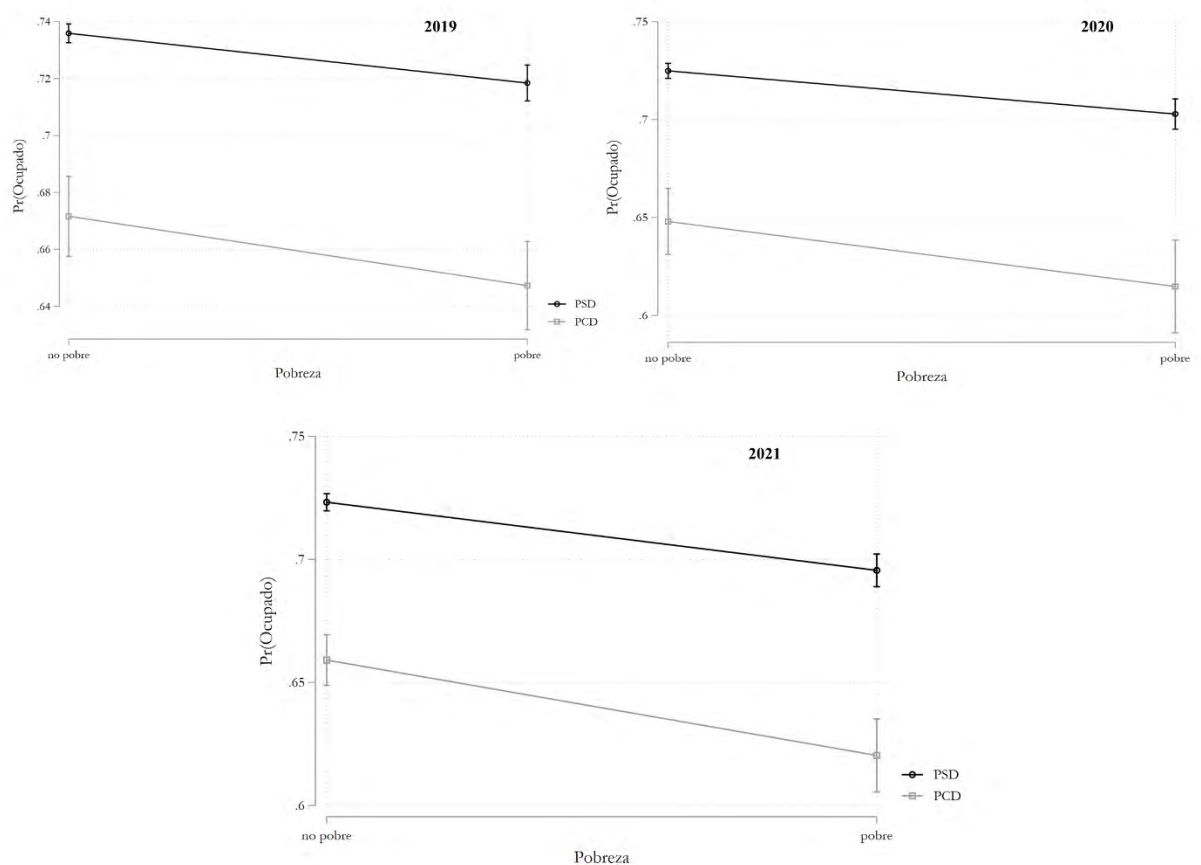 2019
.74
.72
.7
.68
.66
.64
Pr(Ocupado)
no pobre
pobre
Pobreza
PSD
PCD
2020
.75
.7
.65
.6
Pr(Ocupado)
no pobre
pobre
Pobreza
2021
.75
.7
.65
.6
Pr(Ocupado)
no pobre
pobre
Pobreza
PSD
PCD